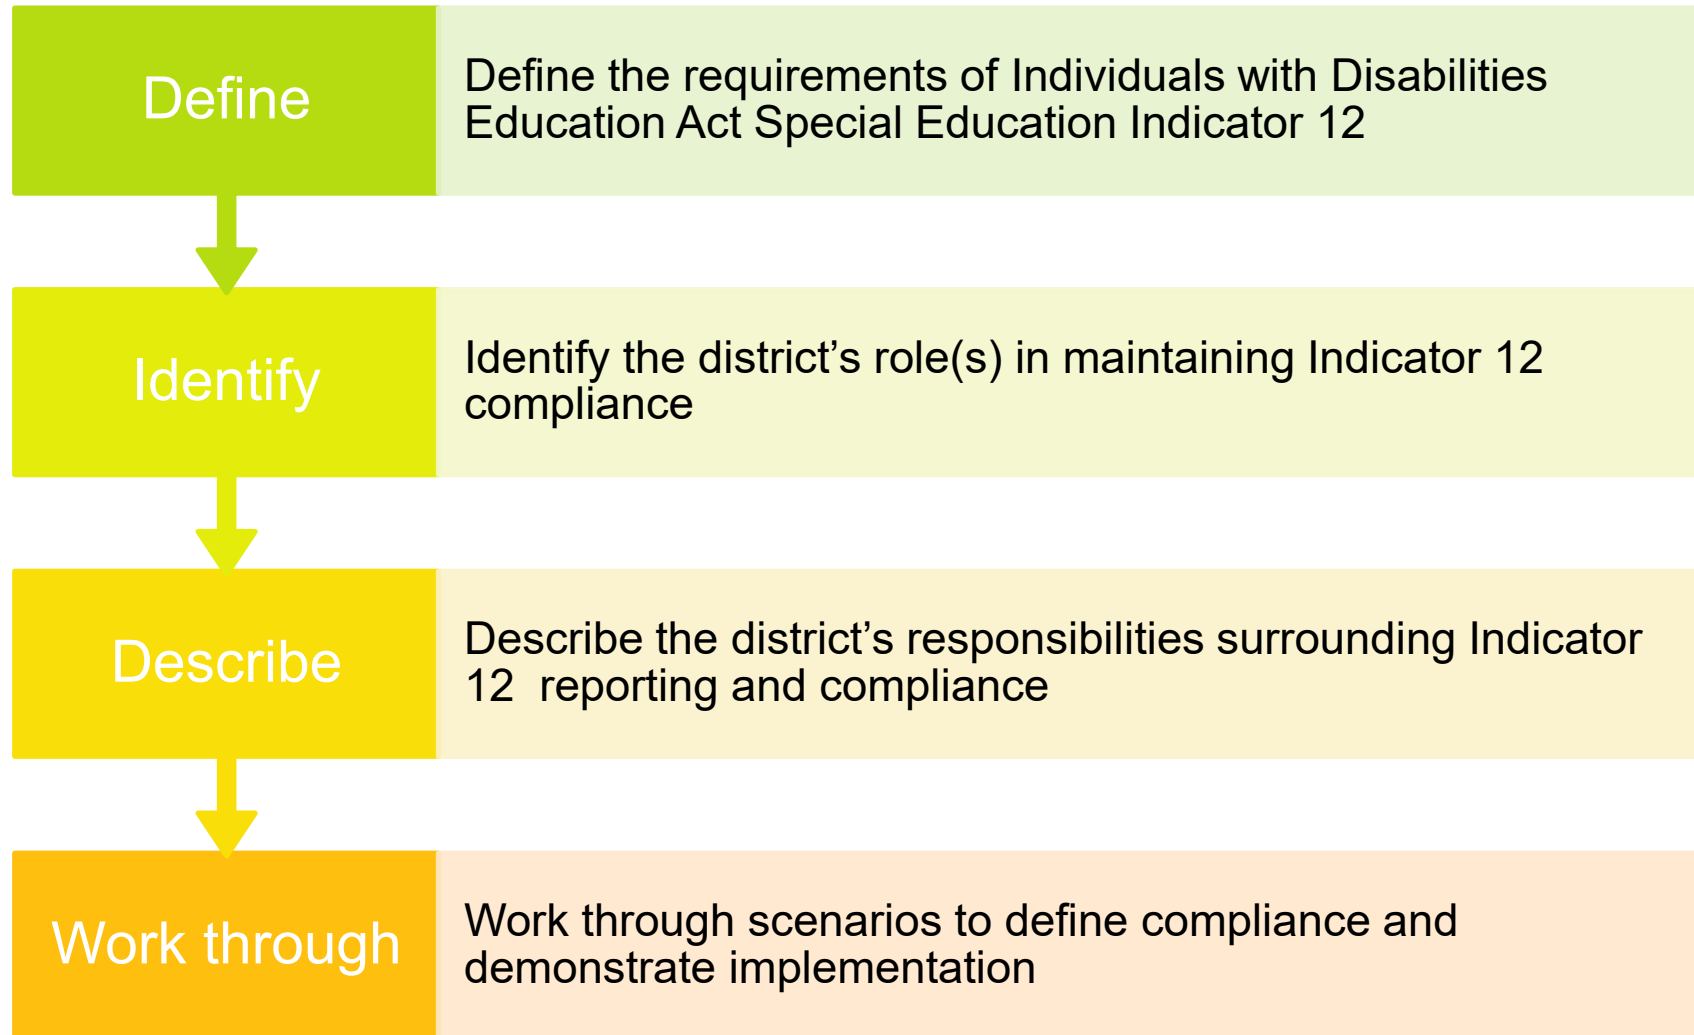 Define
Define the requirements of Individuals with Disabilities
Education Act Special Education Indicator 12
Identify
Identify the district’s role(s) in maintaining Indicator 12
compliance
Describe
Describe the district’s responsibilities surrounding Indicator
12  reporting and compliance
Work through
Work through scenarios to define compliance and
demonstrate implementation